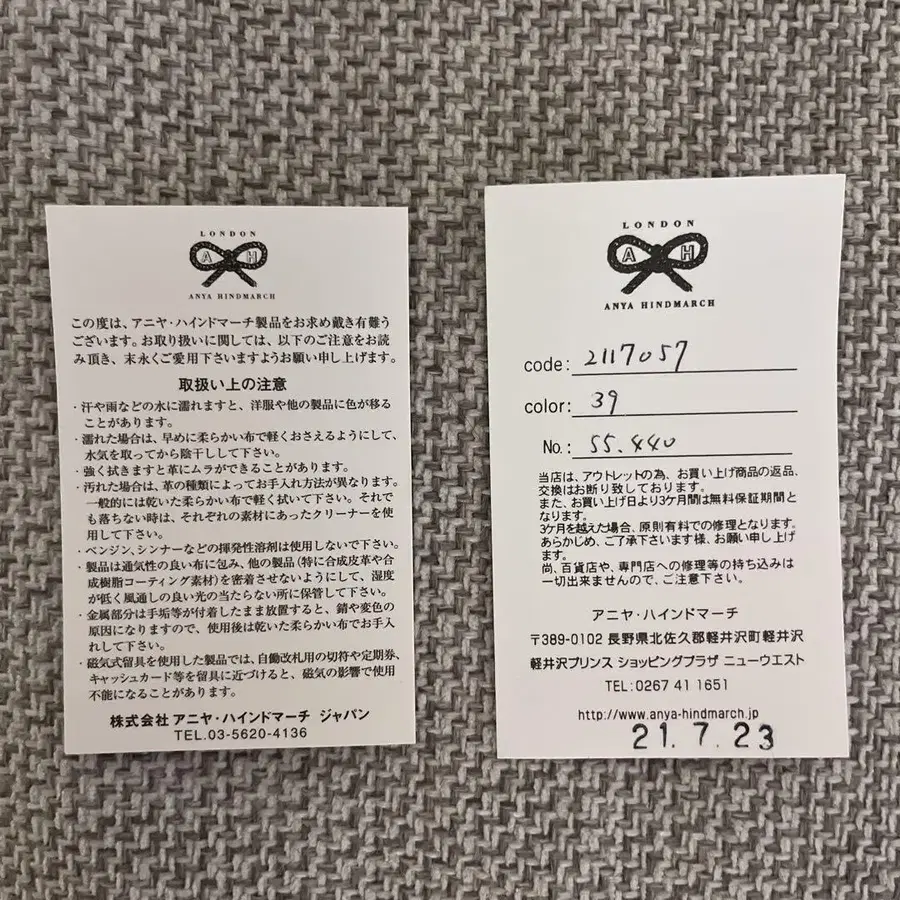 LONDON
A H
ANYA HINDMARCH
この度は、アニヤ・ハインドマーチ製品をお求め戴き有難う
ございます。お取り扱いに関しては、以下のご注意をお読
み頂き、末永くご愛用下さいますようお願い申し上げます。
取扱い上の注意
・汗や雨などの水に濡れますと、洋服や他の製品に色が移る
ことがあります。
・濡れた場合は、早めに柔らかい布で軽くおさえるようにして、
水気を取ってから陰干しして下さい。
・強く拭きますと革にムラができることがあります。
・汚れた場合は、革の種類によってお手入れ方法が異なります。
一般的には乾いた柔らかい布で軽く拭いて下さい。それで
も落ちない時は、それぞれの素材にあったクリーナーを使
用して下さい。
・ベンジン、シンナーなどの揮発性溶剤は使用しないで下さい。
・製品は通気性の良い布に包み、他の製品(特に合成皮革や合
成樹脂コーティング素材)を密着させないようにして、湿度
が低く風通しの良い光の当たらない所に保管して下さい。
・金属部分は手垢等が付着したまま放置すると、錆や変色の
原因になりますので、使用後は乾いた柔らかい布でお手入
れして下さい。
・磁気式留具を使用した製品では、自働改札用の切符や定期券、
キャッシュカード等を留具に近づけると、磁気の影響で使用
不能になることがあります。
株式会社 アニヤ・ハインドマーチ ジャパン
TEL.03-5620-4136
LONDON
A H
ANYA HINDMARCH
code: 2117057
color: 39
No.: 55.440
当店は、アウトレットの為、お買い上げ商品の返品、
交換はお断り致しております。
また、お買い上げ日より3ケ月間は無料保証期間と
なります。
3ケ月を越えた場合、原則有料での修理となります。
あらかじめ、ご了承下さいます様、お願い申し上げ
ます。
尚、百貨店や、専門店への修理等の持ち込みは
一切出来ませんので、ご注意下さい。
アニヤ・ハインドマーチ
〒389-0102 長野県北佐久郡軽井沢町軽井沢
軽井沢プリンス ショッピングプラザ ニューウエスト
TEL:0267 41 1651
http://www.anya-hindmarch.jp
21.7.23